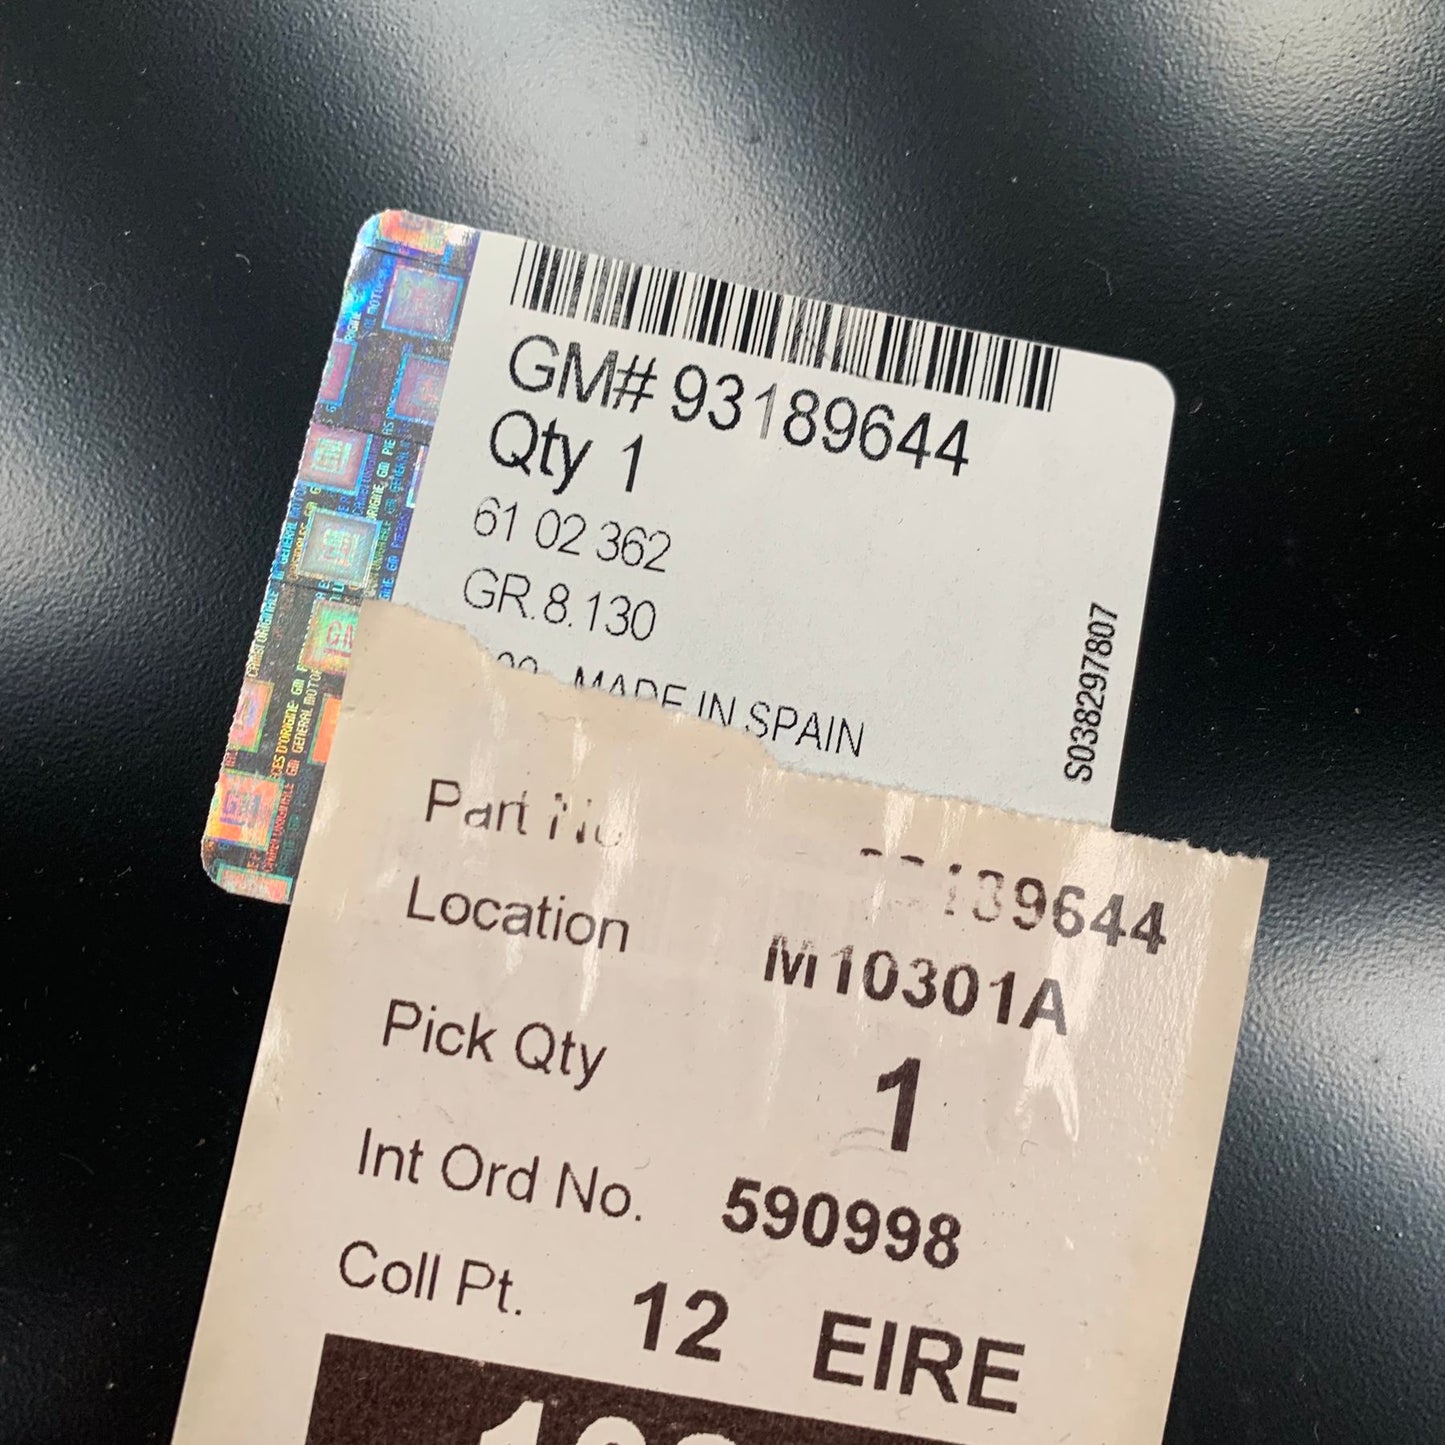 GM# 93189644
Qty 1
61 02 362
GR.8.130
MADE IN SPAIN
S038297807
Part No
Location M10301A
Pick Qty 1
Int Ord No. 590998
Coll Pt. 12 EIRE